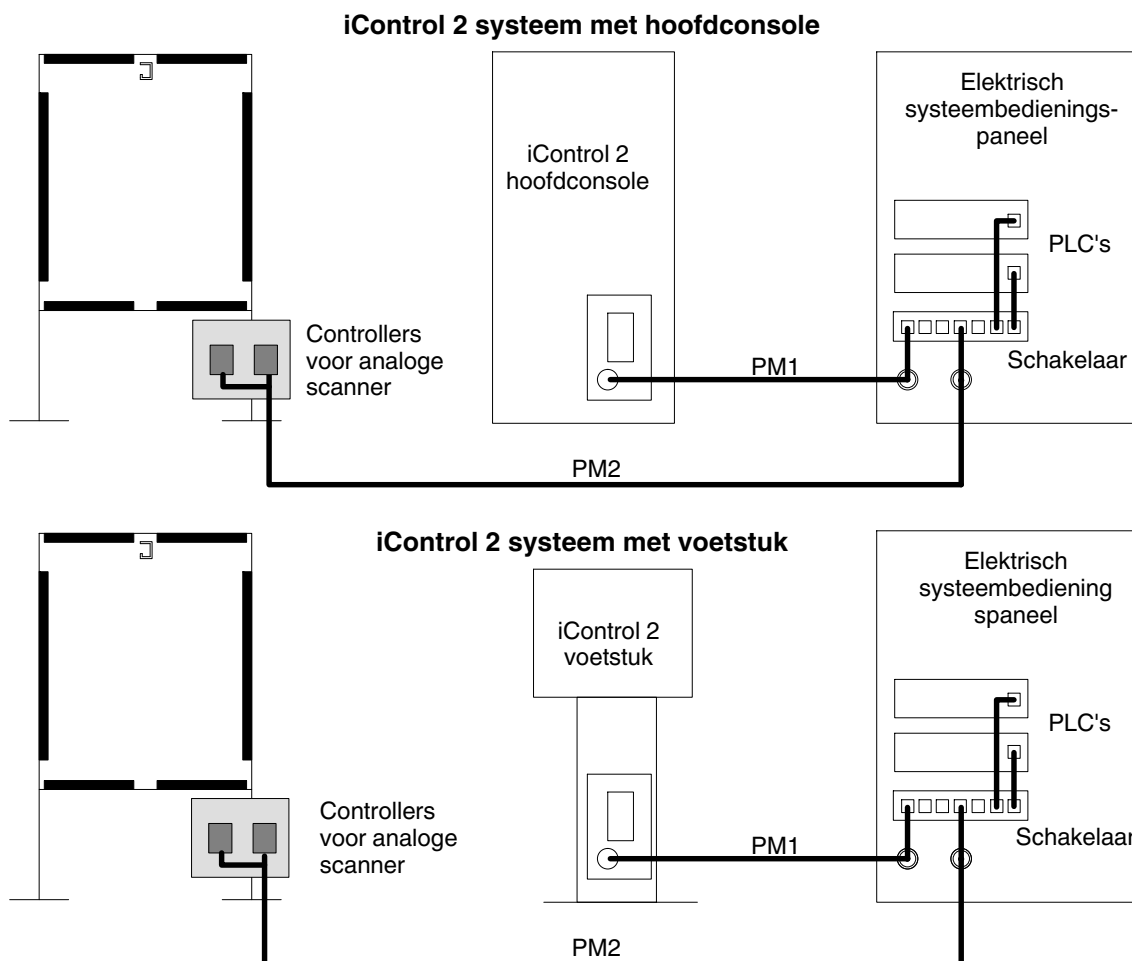 iControl 2 systeem met hoofdconsole
Elektrisch
systeembedienings-
paneel
iControl 2
hoofdconsole
PLC's
Controllers
voor analoge
scanner
Schakelaar
PM1
PM2
iControl 2 systeem met voetstuk
Elektrisch
systeembediening
spaneel
iControl 2
voetstuk
PLC's
Controllers
voor analoge
scanner
Schakelaar
PM1
PM2